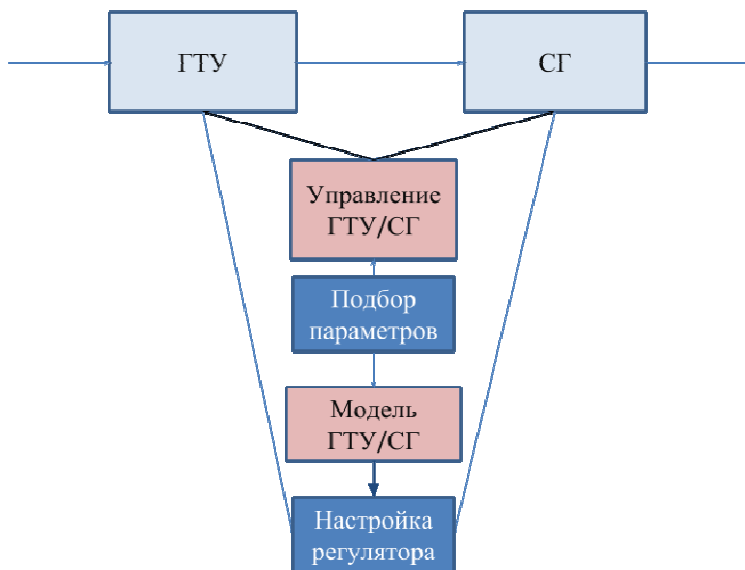 ГТУ
СГ
Управление
ГТУ/СГ
Подбор
параметров
Модель
ГТУ/СГ
Настройка
регулятора